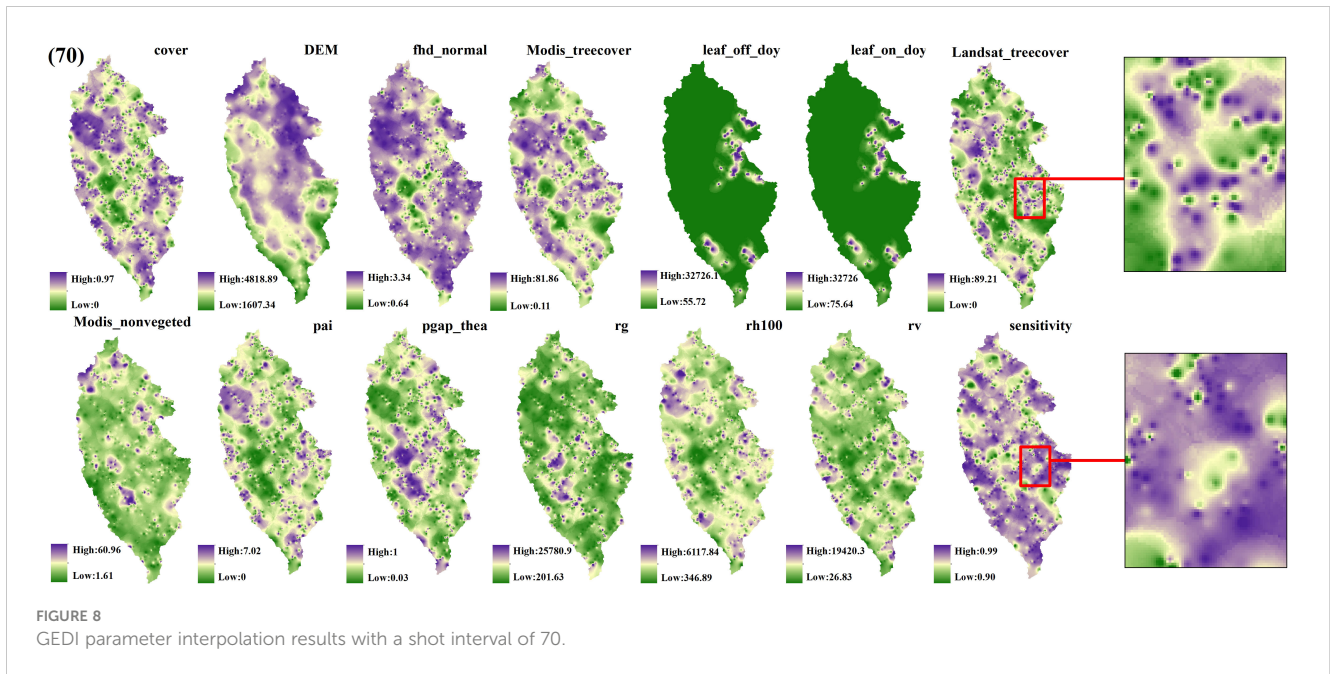 (70)
cover
DEM
fhd_normal
Modis_treecover
leaf_off_doy
leaf_on_doy
Landsat_treecover
High:0.97
Low:0
High:4818.89
Low:1607.34
High:3.34
Low:0.64
High:81.86
Low:0.11
High:32726.1
Low:55.72
High:32726
Low:75.64
High:89.21
Low:0
Modis_nonvegeted
pai
pgap_thea
rg
rh100
rv
sensitivity
High:60.96
Low:1.61
High:7.02
Low:0
High:1
Low:0.03
High:25780.9
Low:201.63
High:6117.84
Low:346.89
High:19420.3
Low:26.83
High:0.99
Low:0.90
FIGURE 8
GEDI parameter interpolation results with a shot interval of 70.